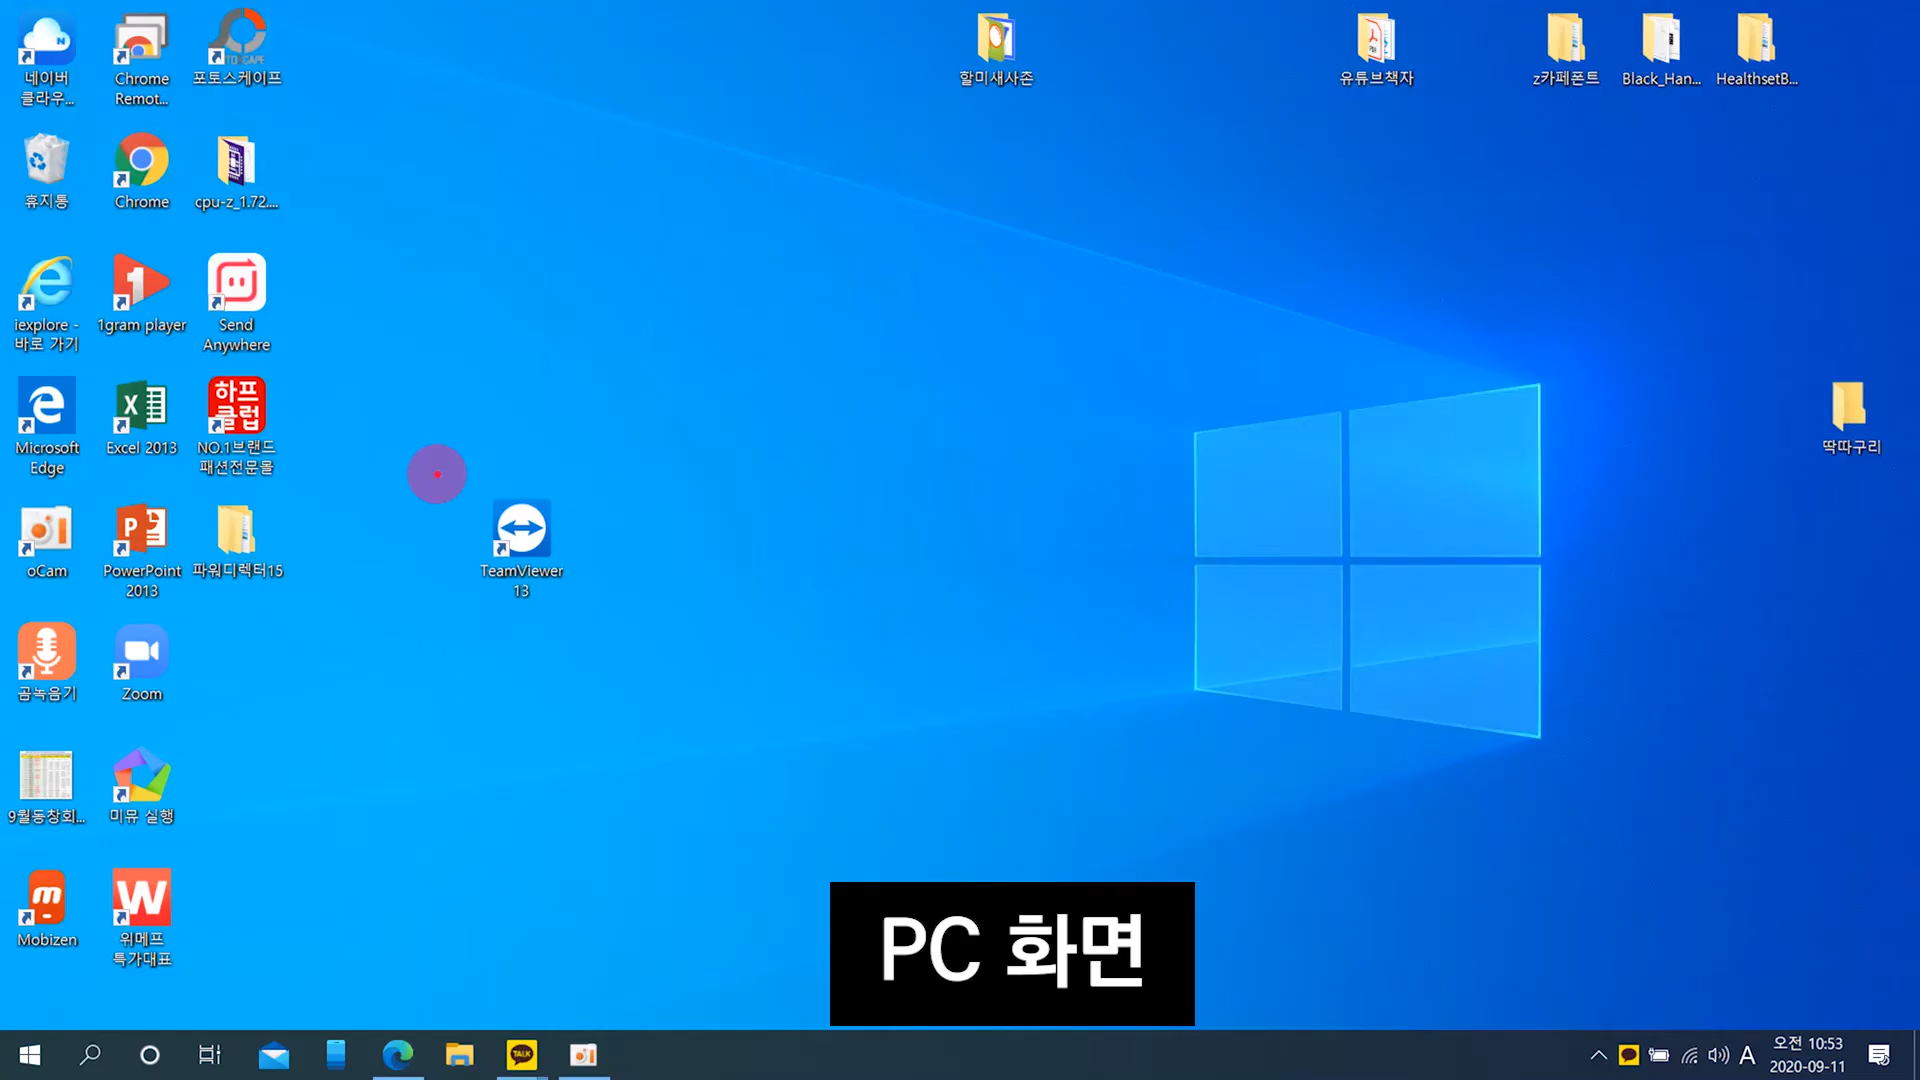 네이버
클라우...
Chrome
Remot...
포토스케이프
할미새사촌
유튜브책자
z카페폰트
Black_Han...
HealthsetB...
휴지통
Chrome
cpu-z_1.72....
iexplore -
바로 가기
1gram player
Send
Anywhere
Microsoft
Edge
Excel 2013
하프
클럽
NO.1브랜드
패션전문몰
딱따구리
oCam
PowerPoint
2013
파워디렉터15
TeamViewer
13
곰녹음기
Zoom
9월동창회...
미뮤 실행
Mobizen
위메프
특가대표
PC 화면
TALK
A
오전 10:53
2020-09-11